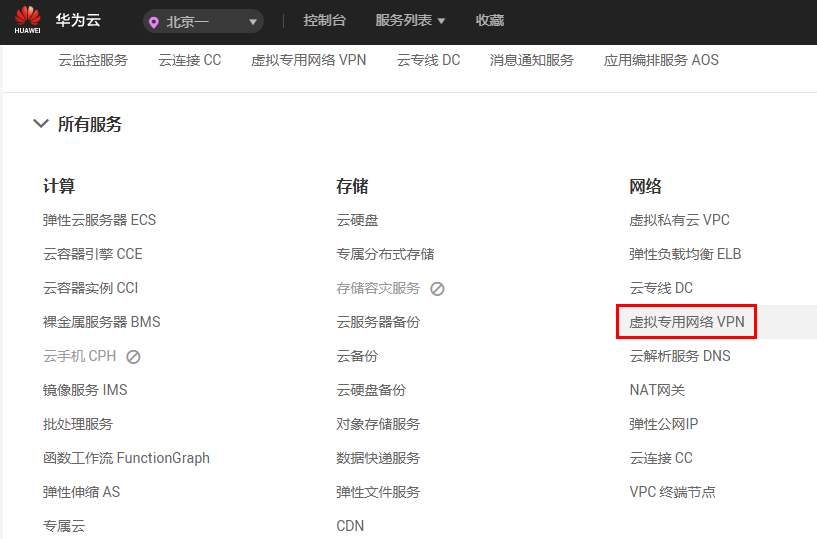 HUAWEI 华为云 北京一 控制台 服务列表 收藏
云监控服务 云连接 CC 虚拟专用网络 VPN 云专线 DC 消息通知服务 应用编排服务 AOS
所有服务
计算
弹性云服务器 ECS
云容器引擎 CCE
云容器实例 CCI
裸金属服务器 BMS
云手机 CPH
镜像服务 IMS
批处理服务
函数工作流 FunctionGraph
弹性伸缩 AS
专属云
存储
云硬盘
专属分布式存储
存储容灾服务
云服务器备份
云备份
云硬盘备份
对象存储服务
数据快递服务
弹性文件服务
CDN
网络
虚拟私有云 VPC
弹性负载均衡 ELB
云专线 DC
虚拟专用网络 VPN
云解析服务 DNS
NAT网关
弹性公网IP
云连接 CC
VPC 终端节点